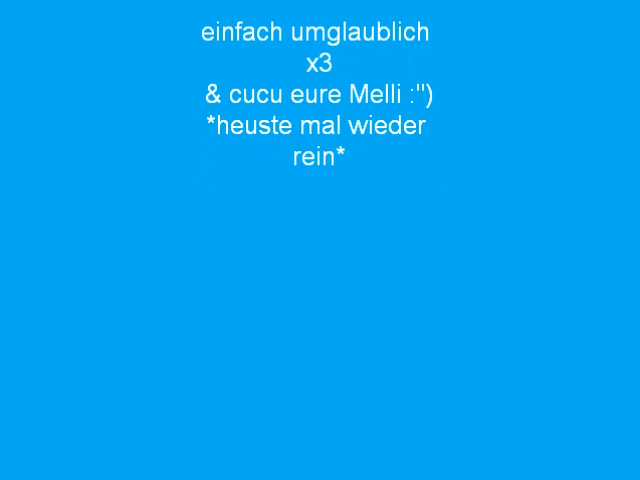 einfach umglaublich
x3
& cucu eure Melli :")
*heuste mal wieder
rein*